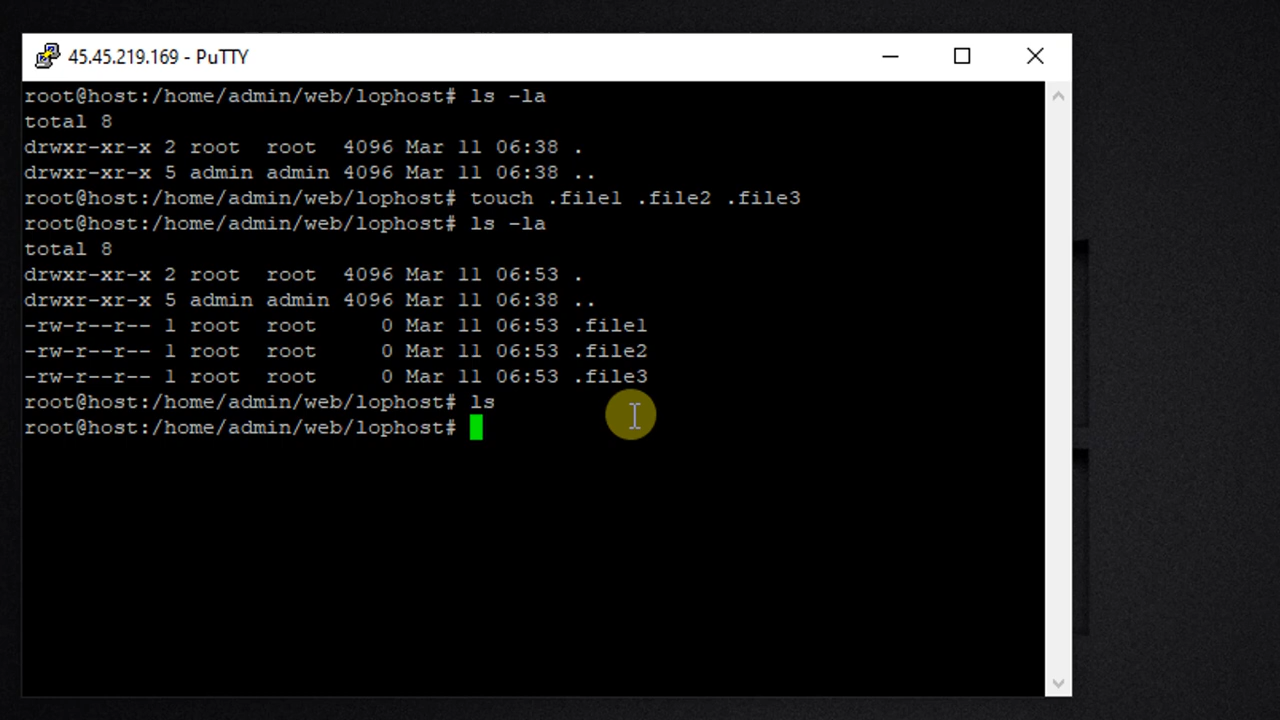 45.45.219.169 - PuTTY
root@host:/home/admin/web/lophost# ls -la
total 8
drwxr-xr-x 2 root  root  4096 Mar 11 06:38 .
drwxr-xr-x 5 admin admin 4096 Mar 11 06:38 ..
root@host:/home/admin/web/lophost# touch .file1 .file2 .file3
root@host:/home/admin/web/lophost# ls -la
total 8
drwxr-xr-x 2 root  root  4096 Mar 11 06:53 .
drwxr-xr-x 5 admin admin 4096 Mar 11 06:38 ..
-rw-r--r-- 1 root  root     0 Mar 11 06:53 .file1
-rw-r--r-- 1 root  root     0 Mar 11 06:53 .file2
-rw-r--r-- 1 root  root     0 Mar 11 06:53 .file3
root@host:/home/admin/web/lophost# ls
root@host:/home/admin/web/lophost#